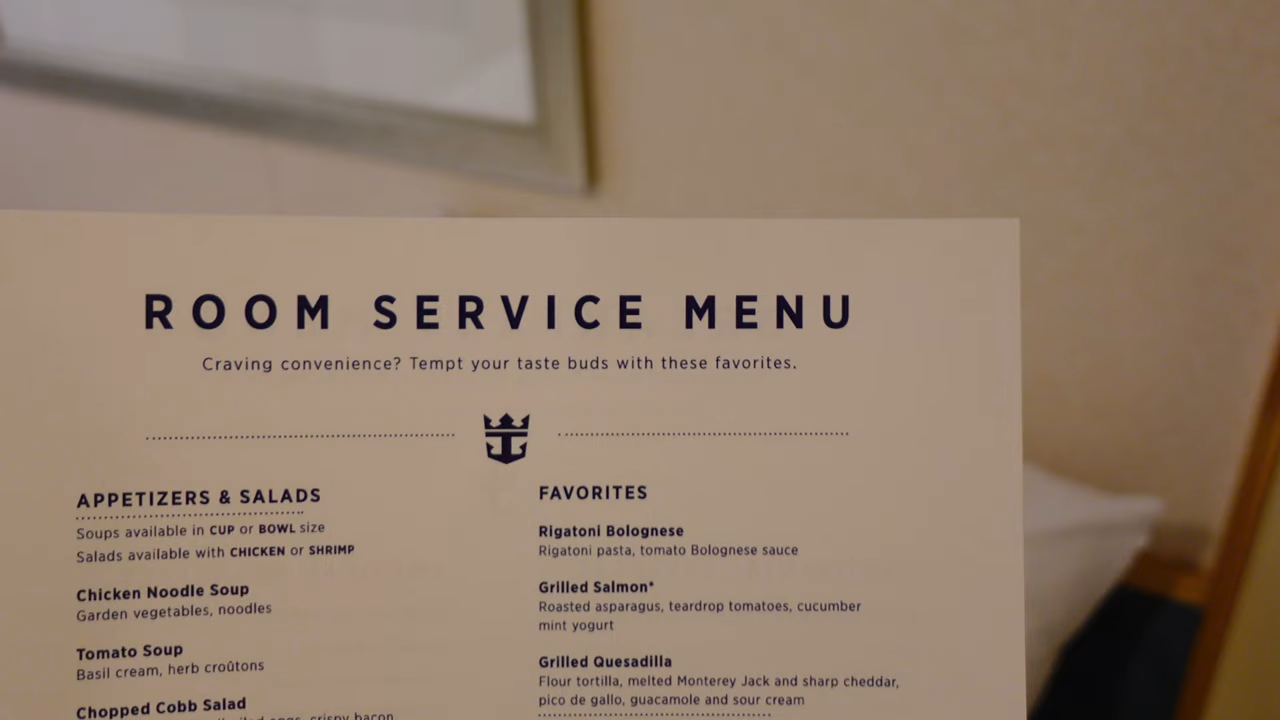 ROOM SERVICE MENU
Craving convenience? Tempt your taste buds with these favorites.
APPETIZERS & SALADS
Soups available in CUP or BOWL size
Salads available with CHICKEN or SHRIMP
Chicken Noodle Soup
Garden vegetables, noodles
Tomato Soup
Basil cream, herb croûtons
Chopped Cobb Salad
eggs, crispy bacon
FAVORITES
Rigatoni Bolognese
Rigatoni pasta, tomato Bolognese sauce
Grilled Salmon*
Roasted asparagus, teardrop tomatoes, cucumber
mint yogurt
Grilled Quesadilla
Flour tortilla, melted Monterey Jack and sharp cheddar,
pico de gallo, guacamole and sour cream